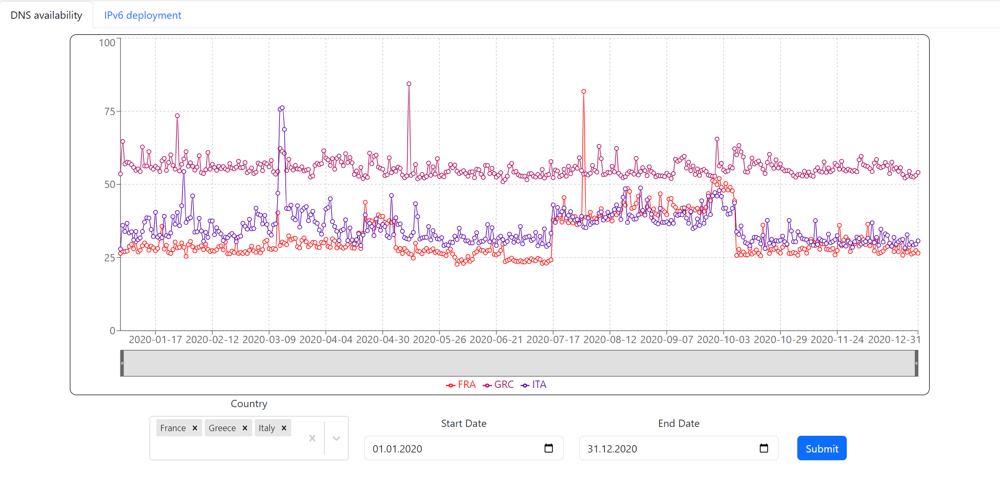 DNS availability IPv6 deployment
100
75
50
25
0
2020-01-17 2020-02-12 2020-03-09 2020-04-04 2020-04-30 2020-05-26 2020-06-21 2020-07-17 2020-08-12 2020-09-07 2020-10-03 2020-10-29 2020-11-24 2020-12-31
FRA GRC ITA
Country
France Greece Italy
Start Date
01.01.2020
End Date
31.12.2020
Submit